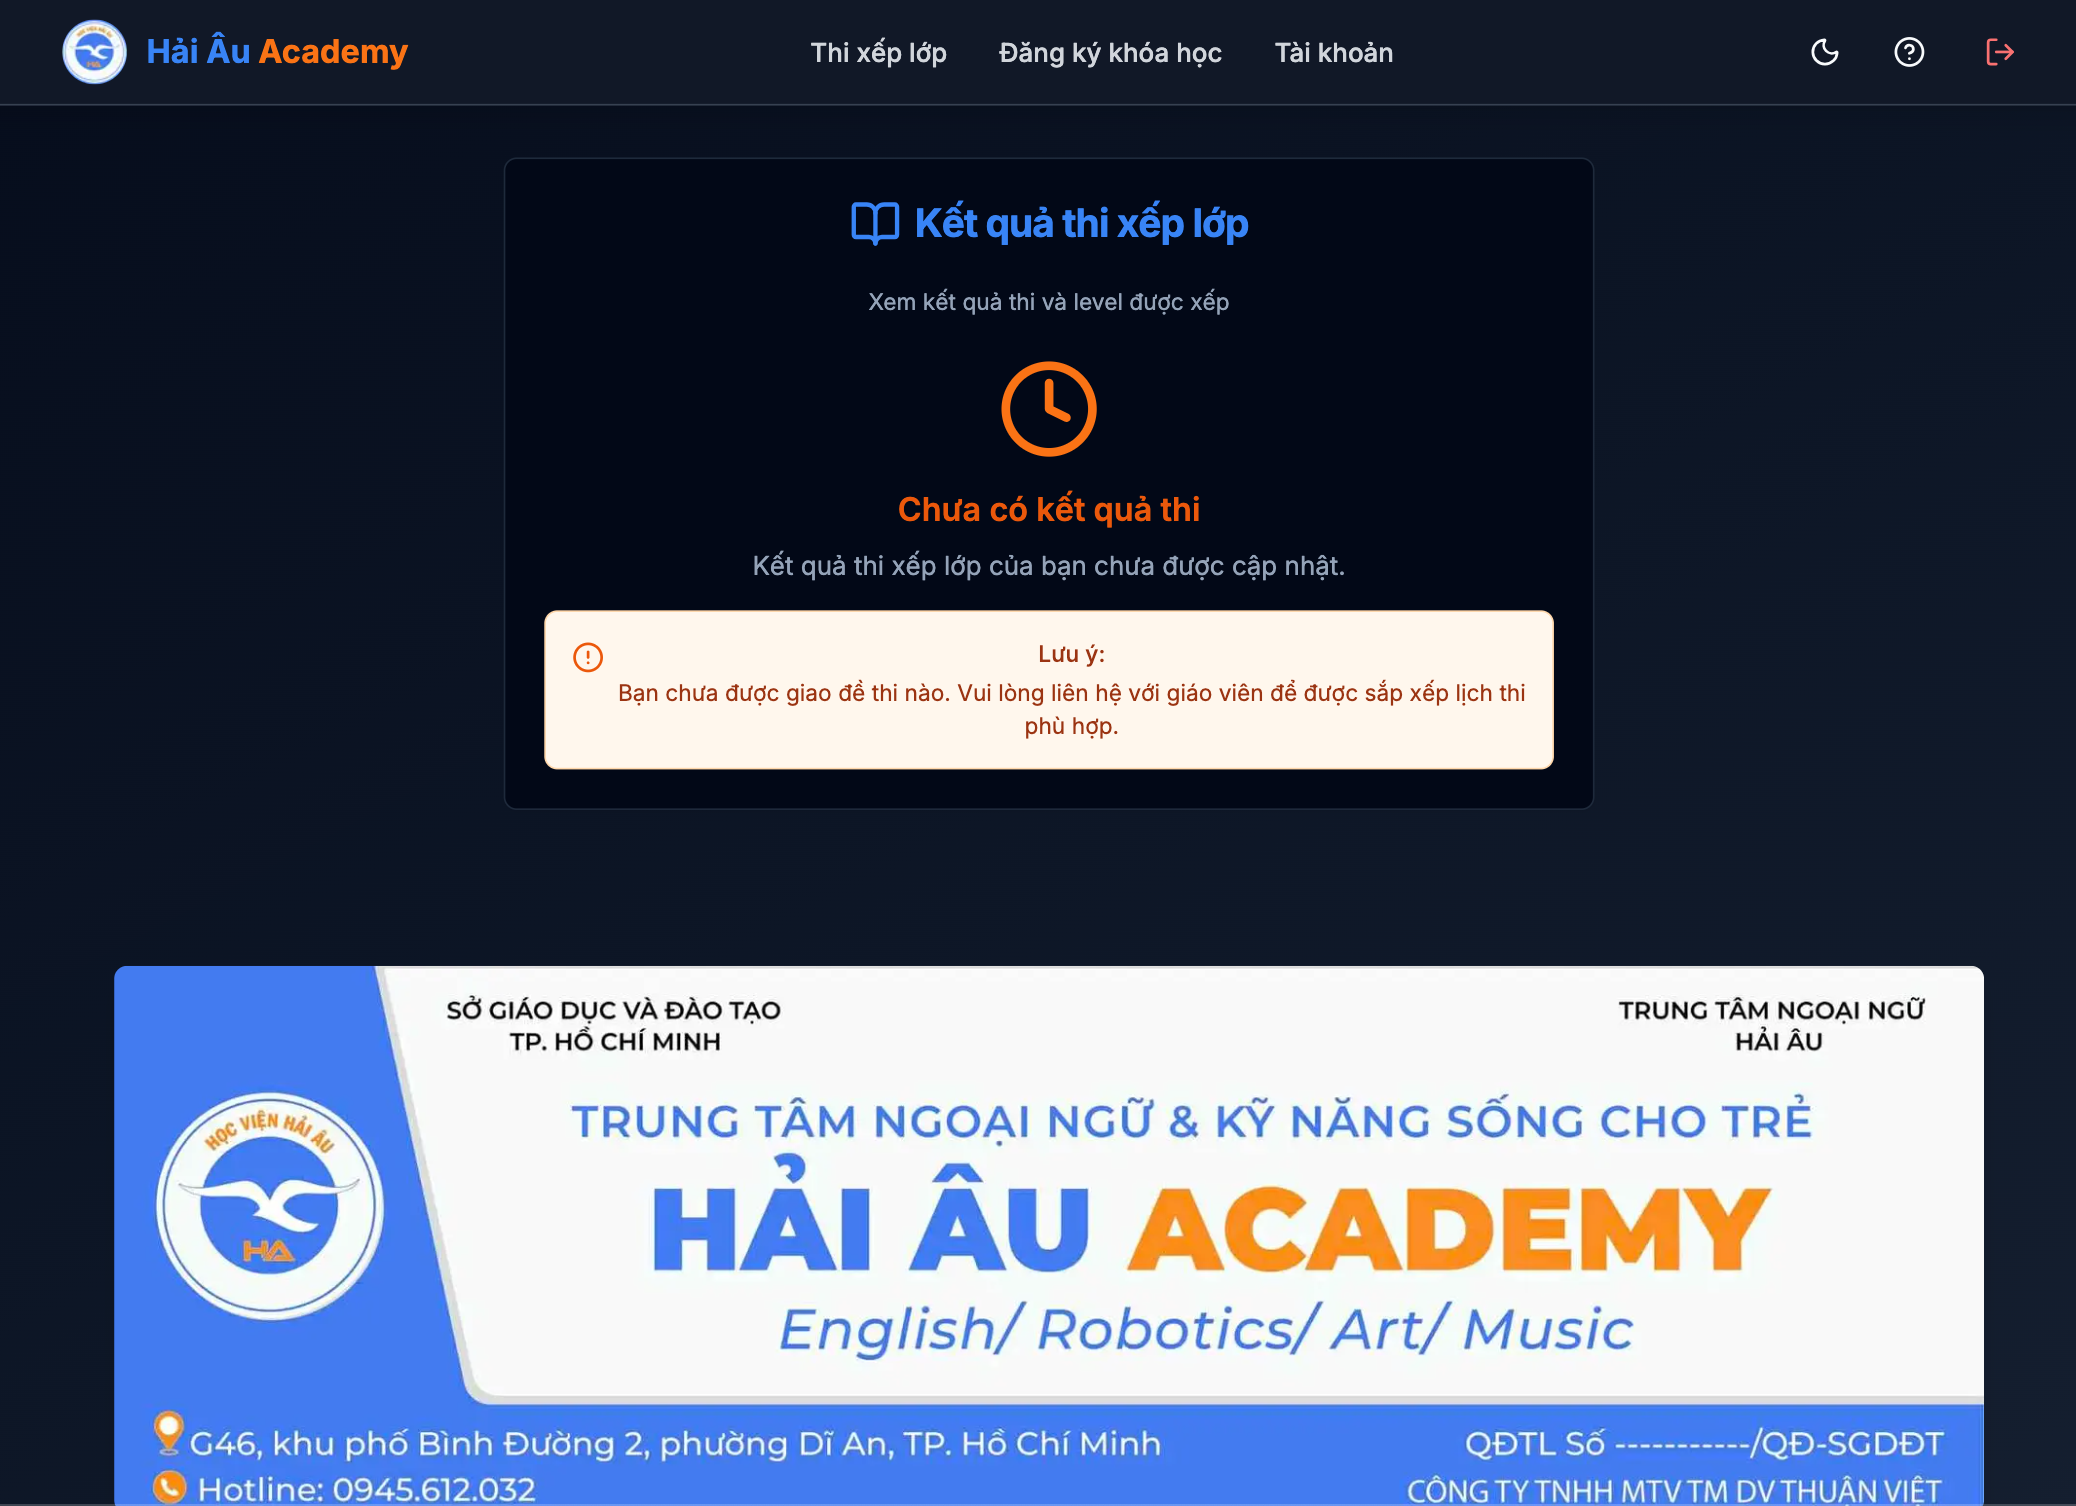 Hải Âu Academy
Thi xếp lớp
Đăng ký khóa học
Tài khoản
Kết quả thi xếp lớp
Xem kết quả thi và level được xếp
Chưa có kết quả thi
Kết quả thi xếp lớp của bạn chưa được cập nhật.
Lưu ý:
Bạn chưa được giao đề thi nào. Vui lòng liên hệ với giáo viên để được sắp xếp lịch thi
phù hợp.
SỞ GIÁO DỤC VÀ ĐÀO TẠO
TP. HỒ CHÍ MINH
TRUNG TÂM NGOẠI NGỮ
HẢI ÂU
HỌC VIỆN HẢI ÂU
HA
TRUNG TÂM NGOẠI NGỮ & KỸ NĂNG SỐNG CHO TRẺ
HẢI ÂU ACADEMY
English/ Robotics/ Art/ Music
G46, khu phố Bình Đường 2, phường Dĩ An, TP. Hồ Chí Minh
Hotline: 0945.612.032
QĐTL Số -----------/QĐ-SGDĐT
CÔNG TY TNHH MTV TM DV THUẬN VIỆT